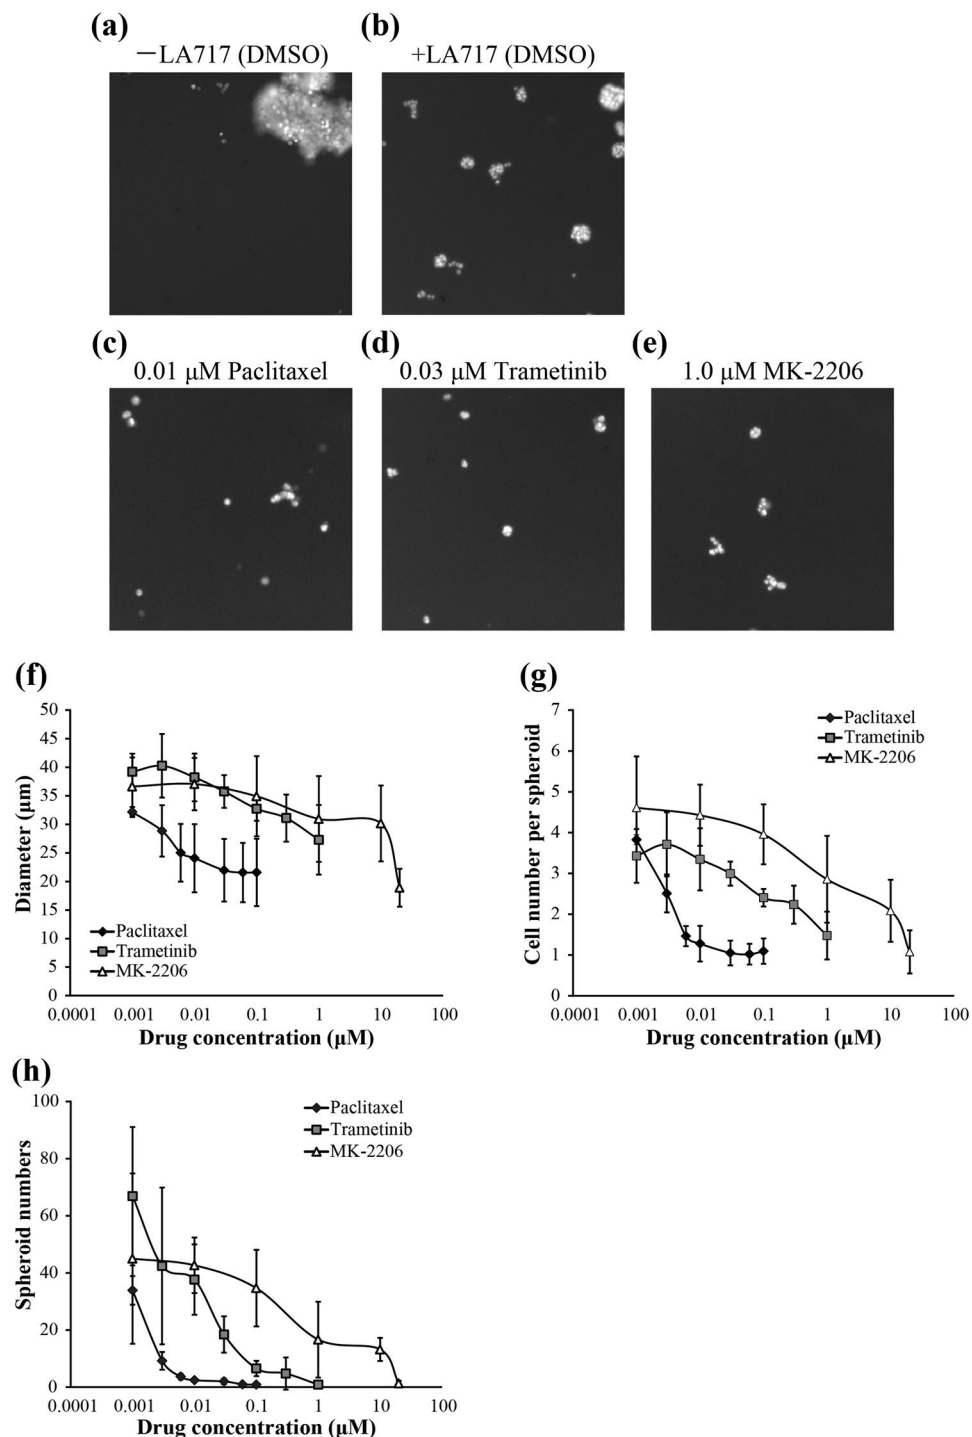 (a)
−LA717 (DMSO)
(b)
+LA717 (DMSO)
(c)
0.01 μM Paclitaxel
(d)
0.03 μM Trametinib
(e)
1.0 μM MK-2206
(f)
50
45
40
35
30
25
20
15
10
5
0
Diameter (μm)
Paclitaxel
Trametinib
MK-2206
0.0001 0.001 0.01 0.1 1 10 100
Drug concentration (μM)
(g)
7
6
5
4
3
2
1
0
Cell number per spheroid
Paclitaxel
Trametinib
MK-2206
0.0001 0.001 0.01 0.1 1 10 100
Drug concentration (μM)
(h)
100
80
60
40
20
0
Spheroid numbers
Paclitaxel
Trametinib
MK-2206
0.0001 0.001 0.01 0.1 1 10 100
Drug concentration (μM)